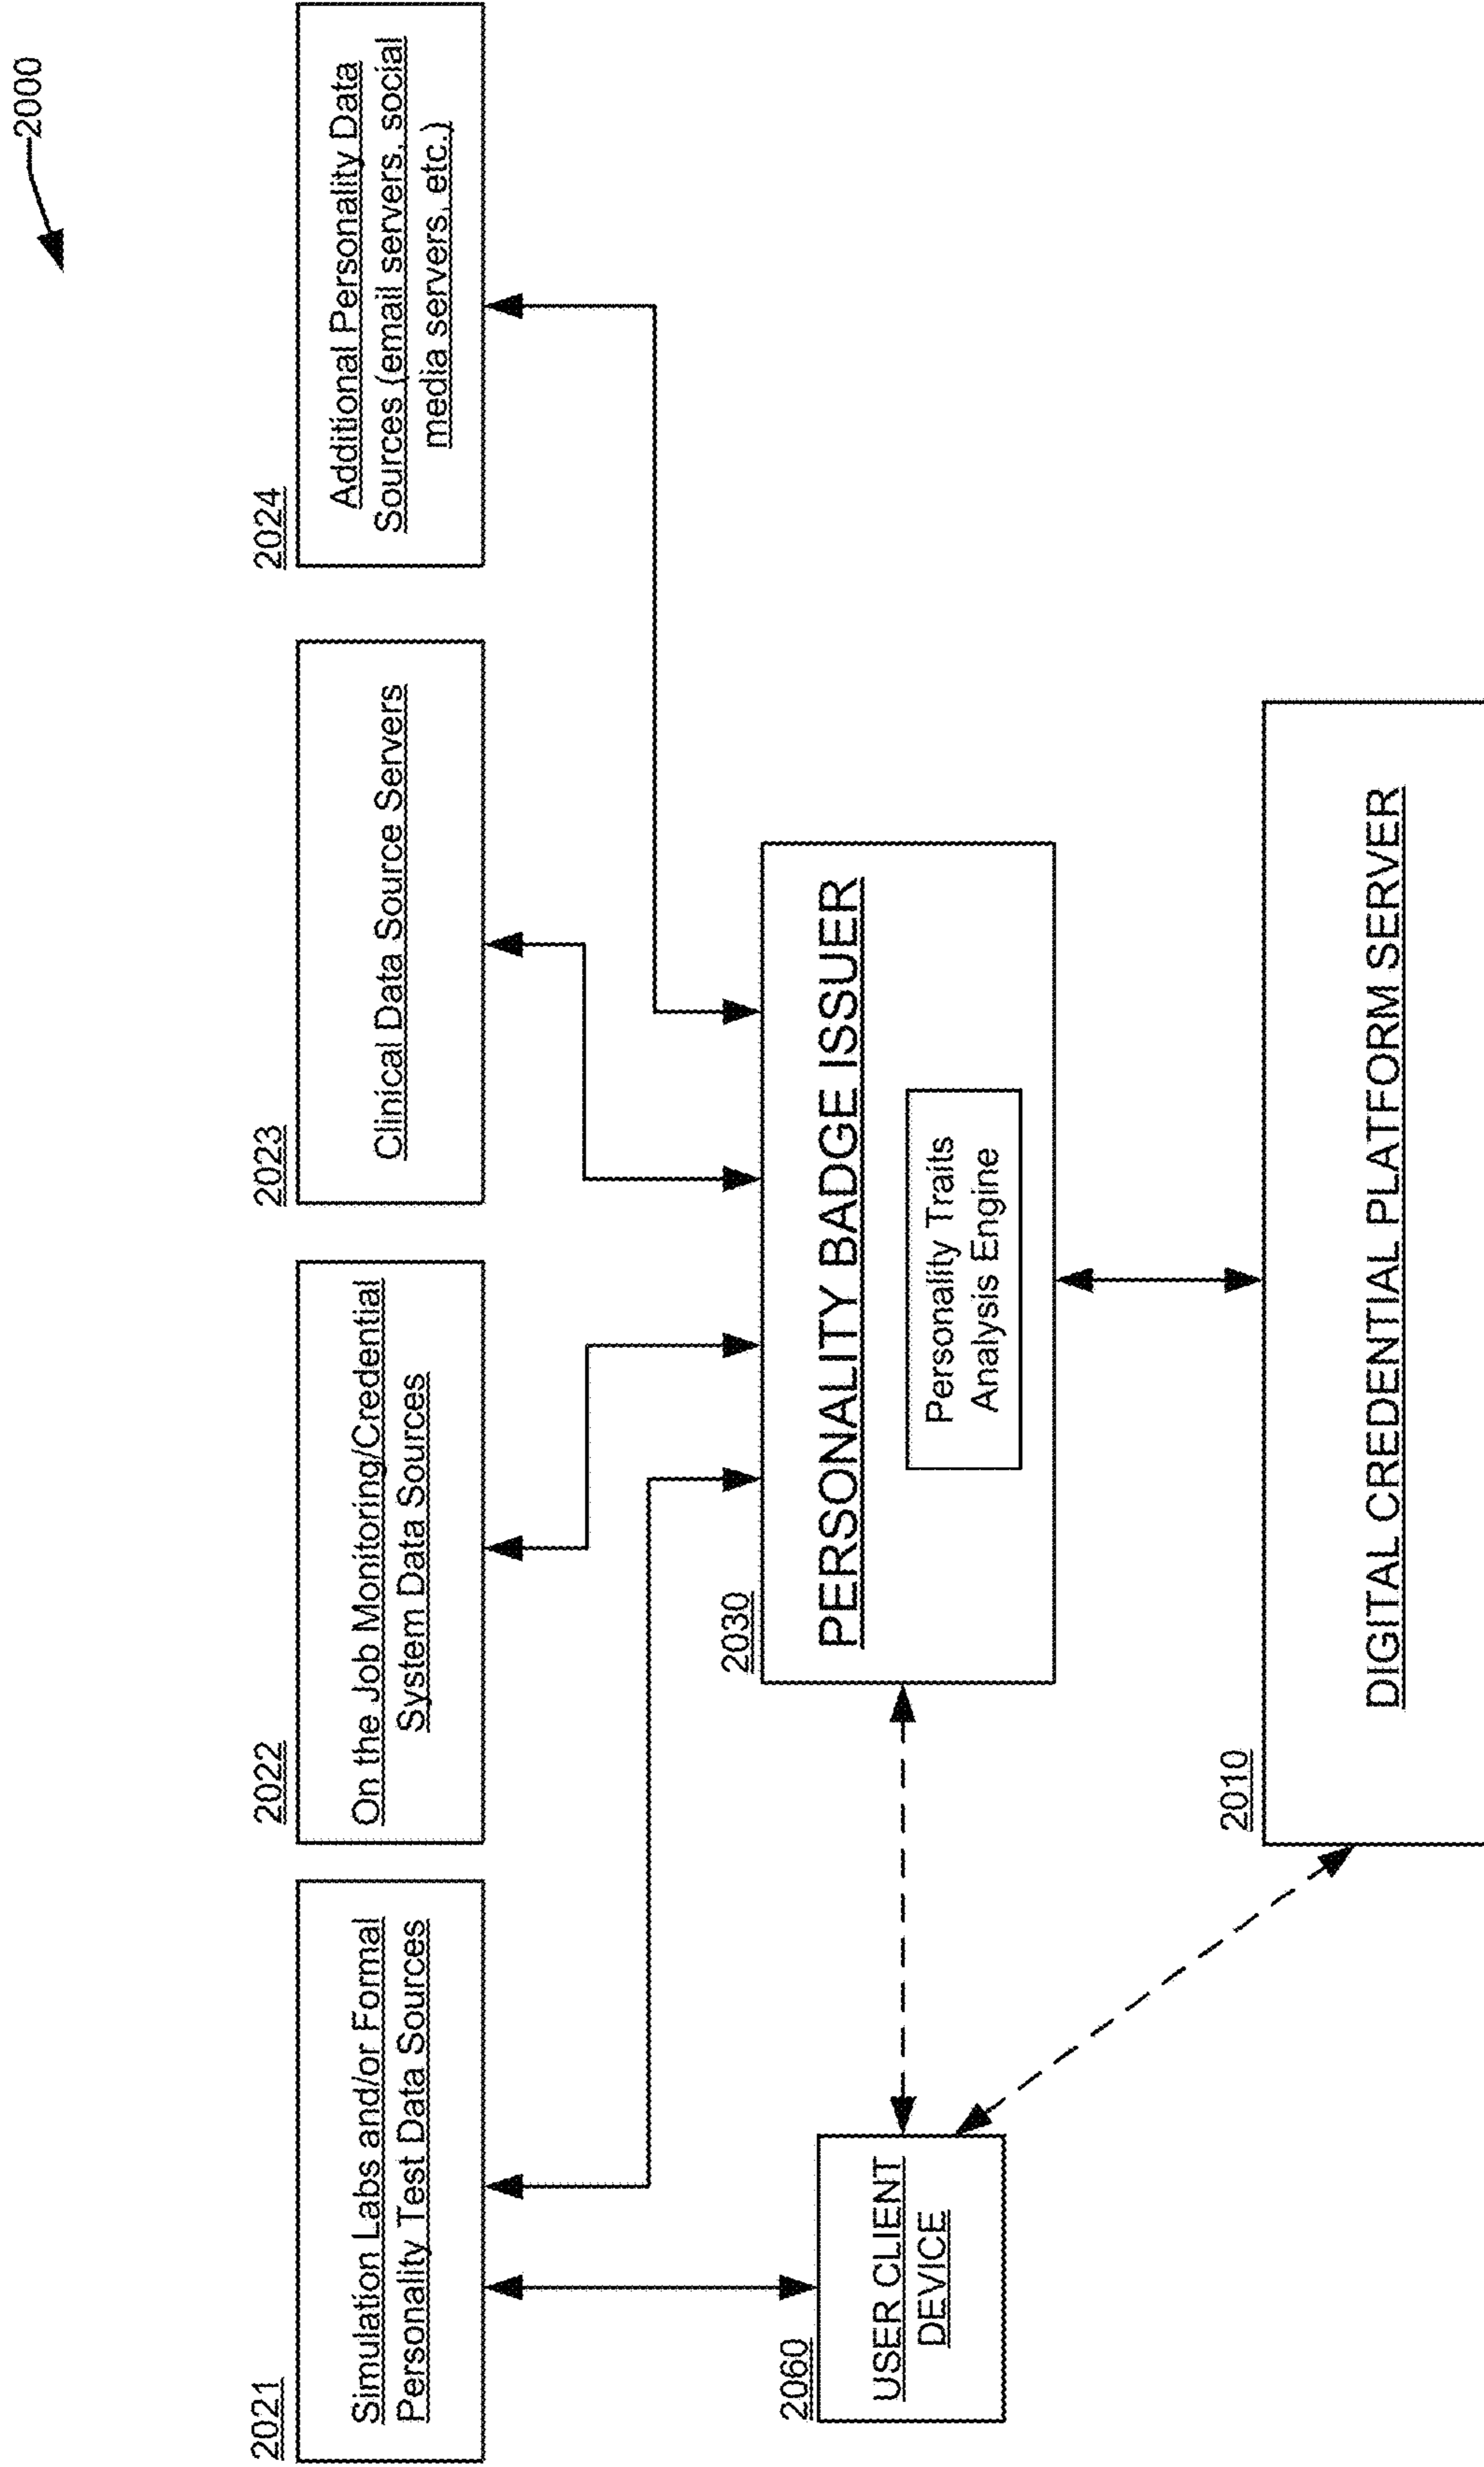 2000
2021
Simulation Labs and/or Formal
Personality Test Data Sources
2022
On the Job Monitoring/Credential
System Data Sources
2023
Clinical Data Source Servers
2024
Additional Personality Data
Sources (email servers, social
media servers, etc.)
2030
PERSONALITY BADGE ISSUER
Personality Traits
Analysis Engine
2060
USER CLIENT
DEVICE
2010
DIGITAL CREDENTIAL PLATFORM SERVER